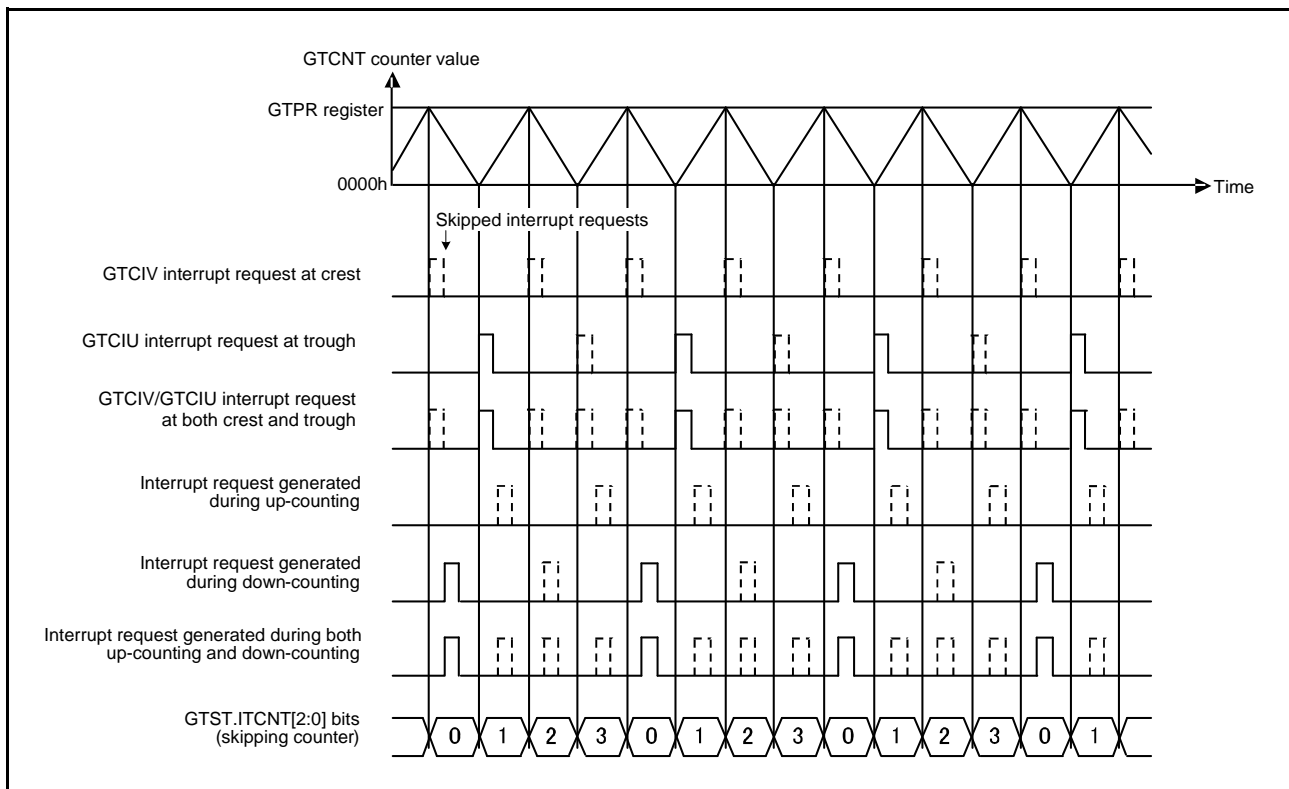 GTCNT counter value
GTPR register
0000h
Time
Skipped interrupt requests
GTCIV interrupt request at crest
GTCIU interrupt request at trough
GTCIV/GTCIU interrupt request
at both crest and trough
Interrupt request generated
during up-counting
Interrupt request generated
during down-counting
Interrupt request generated during both
up-counting and down-counting
GTST.ITCNT[2:0] bits
(skipping counter)
0 1 2 3 0 1 2 3 0 1 2 3 0 1